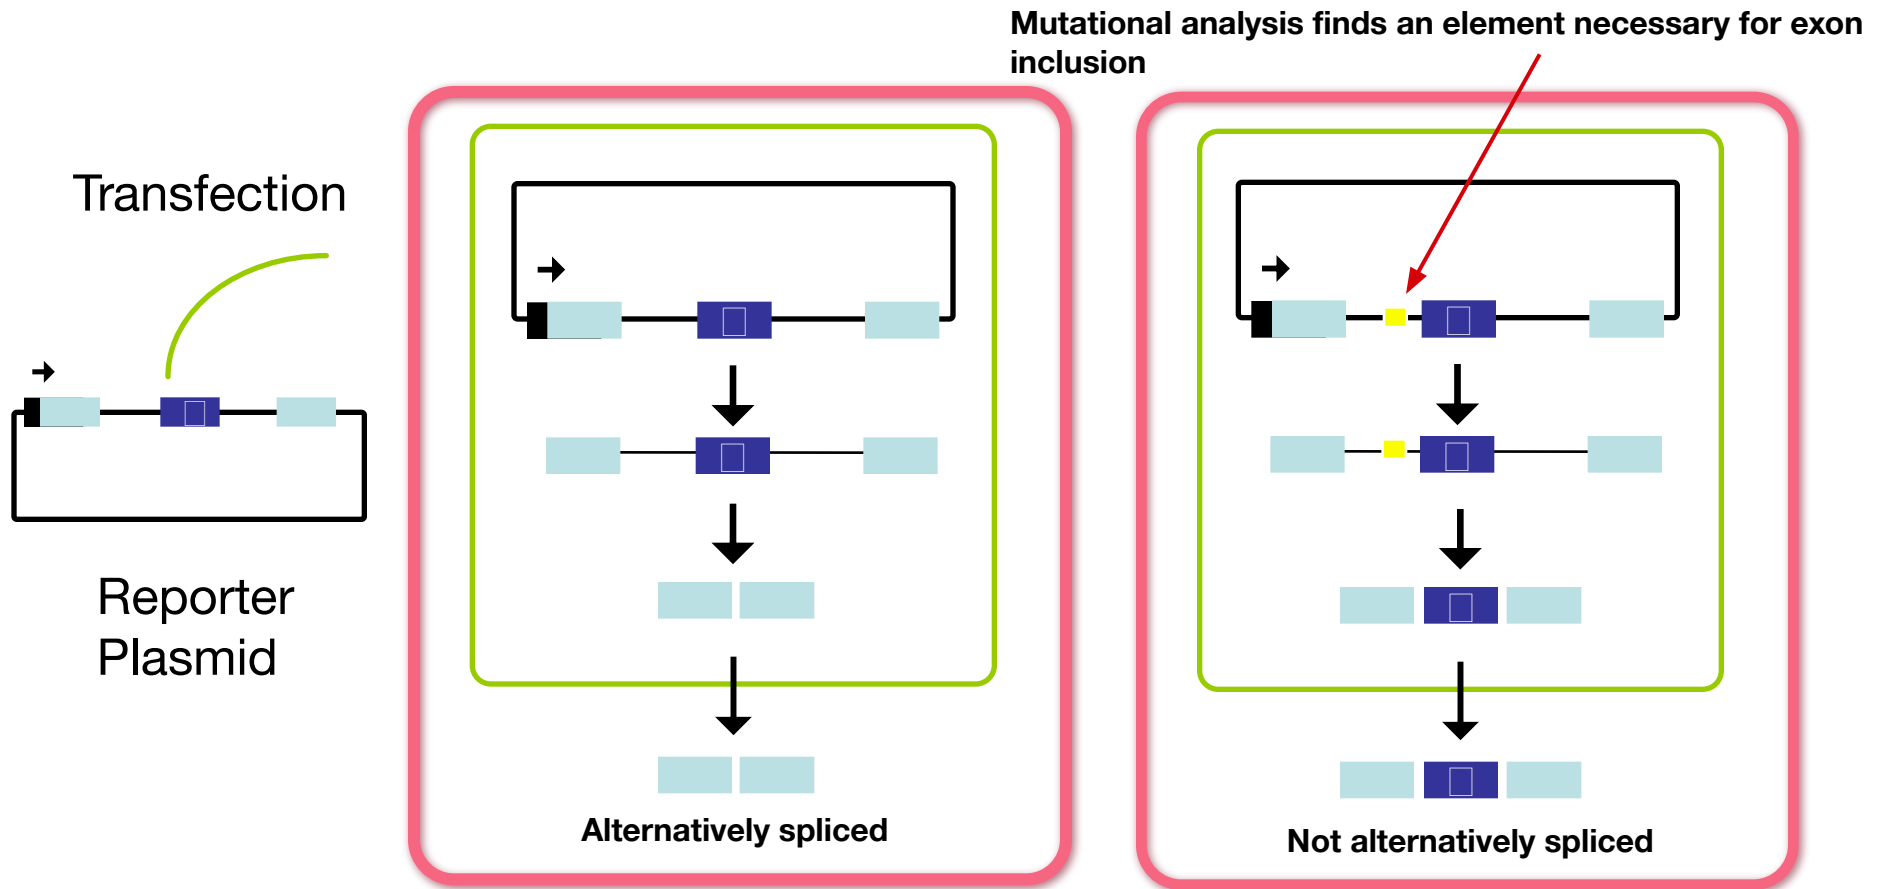 Mutational analysis finds an element necessary for exon
inclusion
Transfection
Reporter
Plasmid
Alternatively spliced
Not alternatively spliced